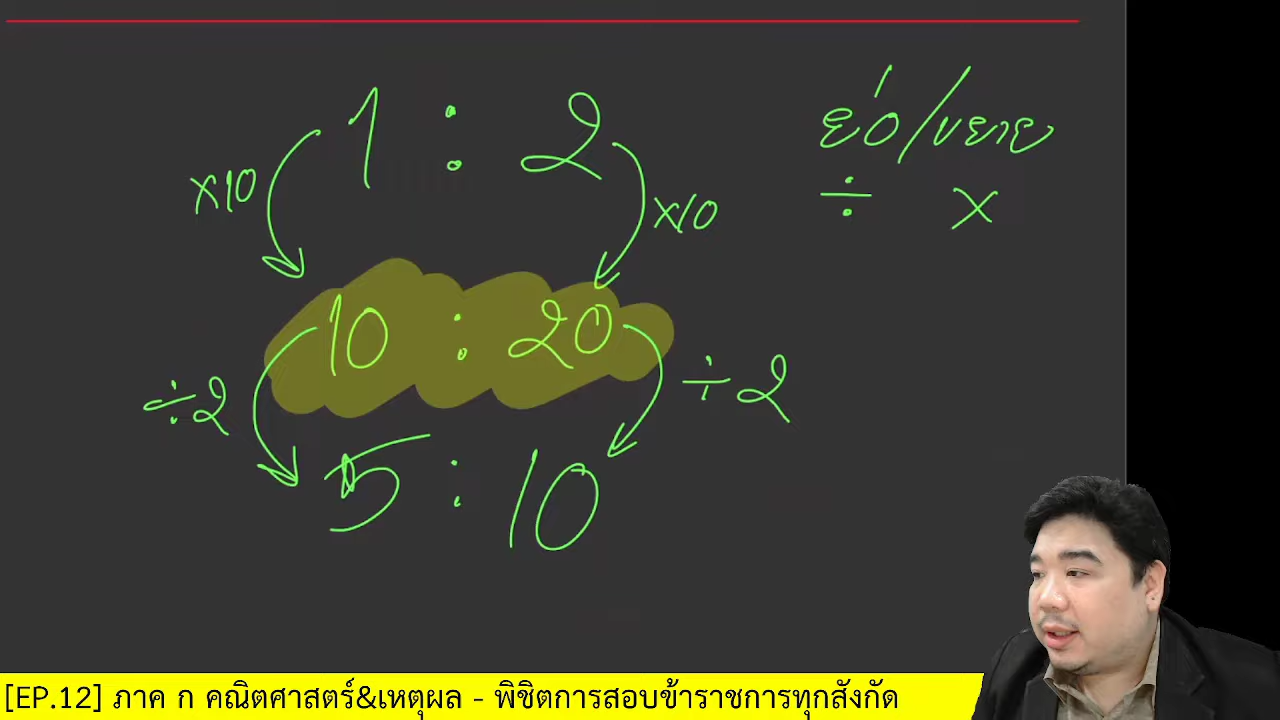 1 : 2
ย่อ/ขยาย
×10
×10
÷ ×
10 : 20
÷2
÷2
5 : 10
[EP.12] ภาค ก คณิตศาสตร์&เหตุผล - พิชิตการสอบข้าราชการทุกสังกัด